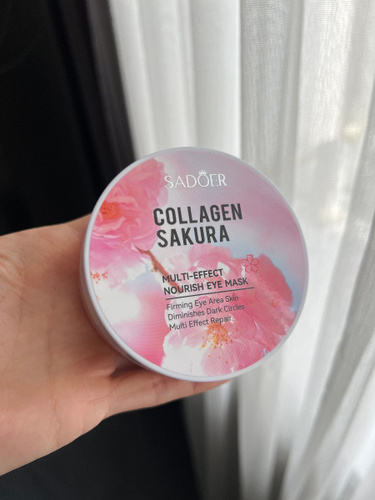 SADOER
COLLAGEN
SAKURA
MULTI-EFFECT
NOURISH EYE MASK
Firming Eye Area Skin
Diminishes Dark Circles
Multi Effect Repair